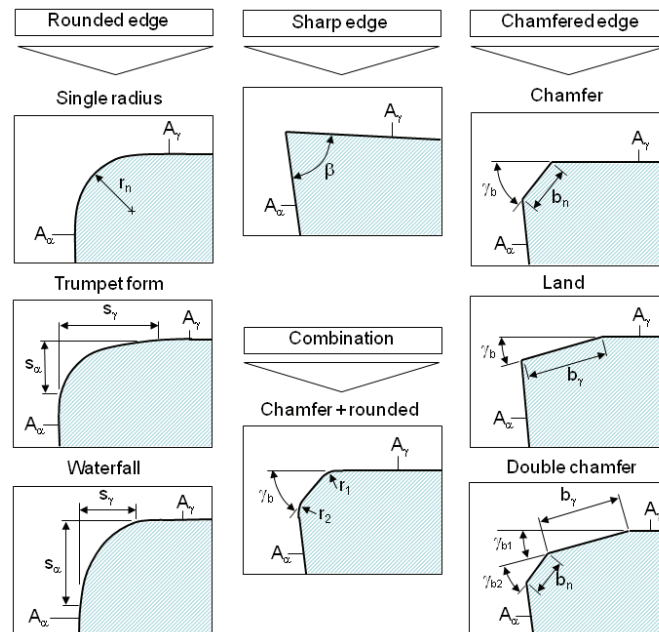 Rounded edge
Single radius
Aγ
rn
Aα
Trumpet form
sγ
Aγ
sα
Aα
Waterfall
sγ
Aγ
sα
Aα
Sharp edge
Aγ
β
Aα
Combination
Chamfer + rounded
Aγ
γb
r1
r2
Aα
Chamfered edge
Chamfer
Aγ
γb
bn
Aα
Land
Aγ
γb
bγ
Aα
Double chamfer
bγ
Aγ
γb1
γb2
bn
Aα